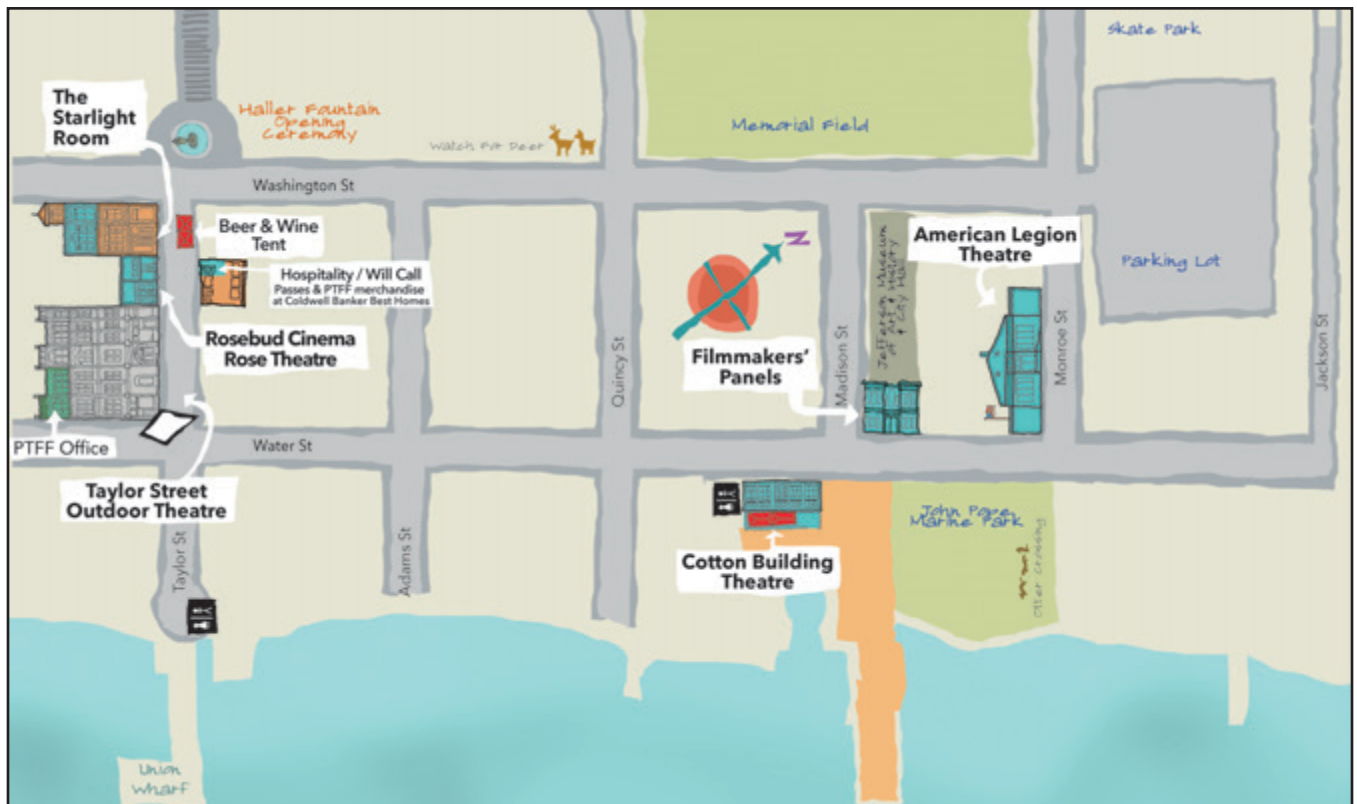 The
Starlight
Room
Haller Fountain
Opening
Ceremony
Watch For Deer
Skate Park
Memorial Field
Washington St
Beer & Wine
Tent
Hospitality / Will Call
Passes & PTFF merchandise
at Coldwell Banker Best Homes
Rosebud Cinema
Rose Theatre
N
Filmmakers'
Panels
Jefferson Museum
of Art & History
& City Hall
American Legion
Theatre
Parking Lot
Quincy St
Madison St
Monroe St
Jackson St
PTFF Office
Water St
Taylor Street
Outdoor Theatre
Taylor St
Adams St
Cotton Building
Theatre
John Pope
Marine Park
Otter Crossing
Union
Wharf